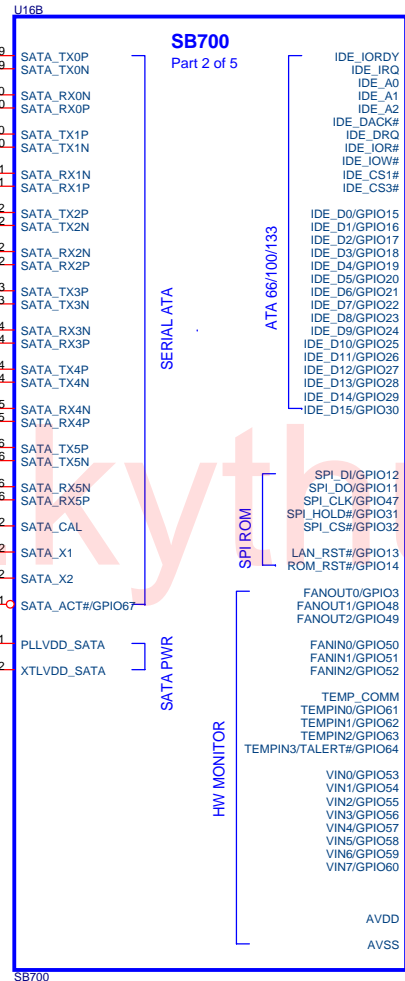 U16B
SB700
Part 2 of 5
SATA_TX0P
SATA_TX0N
SATA_RX0N
SATA_RX0P
SATA_TX1P
SATA_TX1N
SATA_RX1N
SATA_RX1P
SATA_TX2P
SATA_TX2N
SATA_RX2N
SATA_RX2P
SATA_TX3P
SATA_TX3N
SATA_RX3N
SATA_RX3P
SATA_TX4P
SATA_TX4N
SATA_RX4N
SATA_RX4P
SATA_TX5P
SATA_TX5N
SATA_RX5N
SATA_RX5P
SATA_CAL
SATA_X1
SATA_X2
SATA_ACT#/GPIO67
PLLVDD_SATA
XTLVDD_SATA
SERIAL ATA
SATA PWR
ATA 66/100/133
SPI ROM
HW MONITOR
IDE_IORDY
IDE_IRQ
IDE_A0
IDE_A1
IDE_A2
IDE_DACK#
IDE_DRQ
IDE_IOR#
IDE_IOW#
IDE_CS1#
IDE_CS3#
IDE_D0/GPIO15
IDE_D1/GPIO16
IDE_D2/GPIO17
IDE_D3/GPIO18
IDE_D4/GPIO19
IDE_D5/GPIO20
IDE_D6/GPIO21
IDE_D7/GPIO22
IDE_D8/GPIO23
IDE_D9/GPIO24
IDE_D10/GPIO25
IDE_D11/GPIO26
IDE_D12/GPIO27
IDE_D13/GPIO28
IDE_D14/GPIO29
IDE_D15/GPIO30
SPI_DI/GPIO12
SPI_DO/GPIO11
SPI_CLK/GPIO47
SPI_HOLD#/GPIO31
SPI_CS#/GPIO32
LAN_RST#/GPIO13
ROM_RST#/GPIO14
FANOUT0/GPIO3
FANOUT1/GPIO48
FANOUT2/GPIO49
FANIN0/GPIO50
FANIN1/GPIO51
FANIN2/GPIO52
TEMP_COMM
TEMPIN0/GPIO61
TEMPIN1/GPIO62
TEMPIN2/GPIO63
TEMPIN3/TALERT#/GPIO64
VIN0/GPIO53
VIN1/GPIO54
VIN2/GPIO55
VIN3/GPIO56
VIN4/GPIO57
VIN5/GPIO58
VIN6/GPIO59
VIN7/GPIO60
AVDD
AVSS
SB700